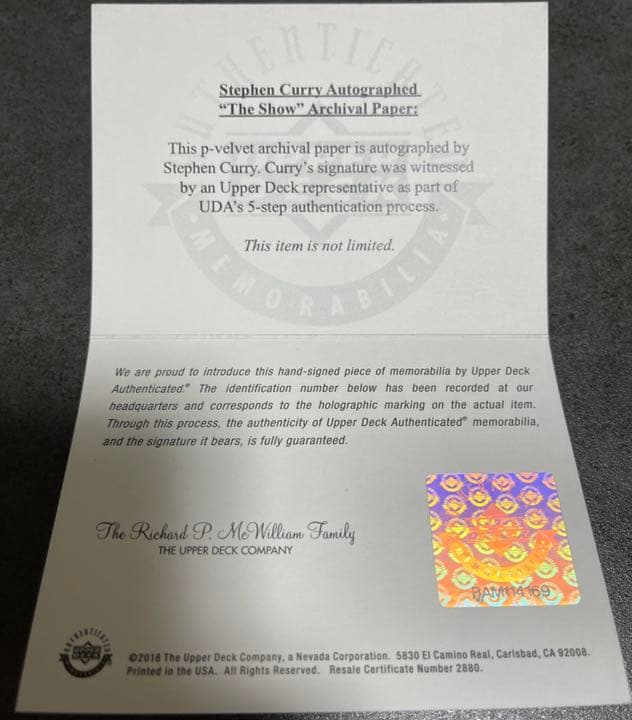 AUTHENTICATED
Stephen Curry Autographed
“The Show” Archival Paper:
This p-velvet archival paper is autographed by
Stephen Curry. Curry’s signature was witnessed
by an Upper Deck representative as part of
UDA’s 5-step authentication process.
This item is not limited.
MEMORABILIA
We are proud to introduce this hand-signed piece of memorabilia by Upper Deck
Authenticated.® The identification number below has been recorded at our
headquarters and corresponds to the holographic marking on the actual item.
Through this process, the authenticity of Upper Deck Authenticated® memorabilia,
and the signature it bears, is fully guaranteed.
The Richard P. McWilliam Family
THE UPPER DECK COMPANY
BAM114169
AUTHENTICATED
UPPER DECK
©2018 The Upper Deck Company, a Nevada Corporation. 5830 El Camino Real, Carlsbad, CA 92008.
Printed in the USA. All Rights Reserved. Resale Certificate Number 2880.